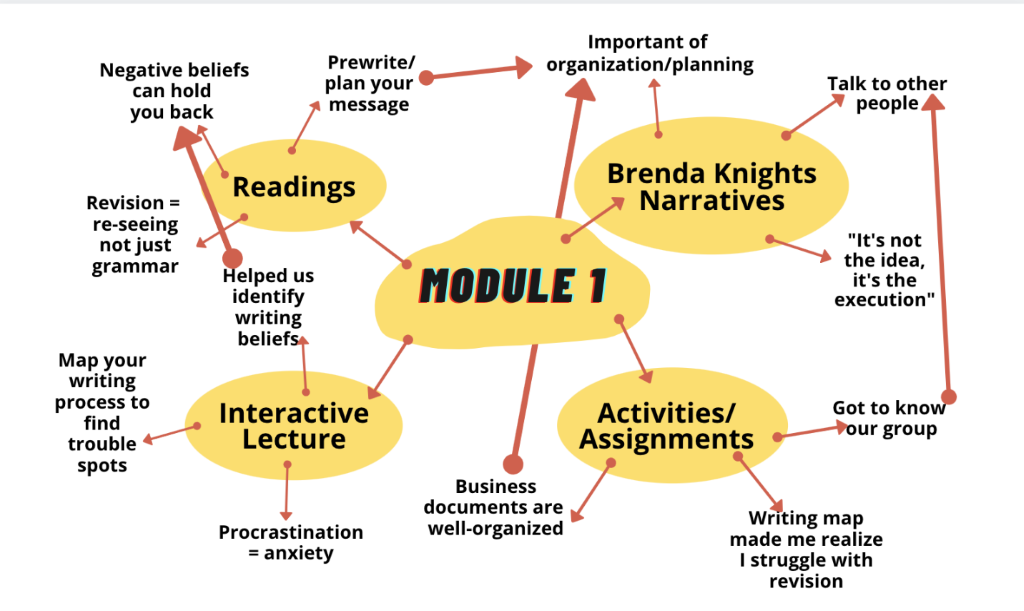 Negative beliefs
can hold
you back
Prewrite/
plan your
message
Important of
organization/planning
Talk to other
people
Readings
Brenda Knights
Narratives
Revision =
re-seeing
not just
grammar
"It's not
the idea,
it's the
execution"
MODULE 1
Helped us
identify
writing
beliefs
Map your
writing
process to
find
trouble
spots
Interactive
Lecture
Activities/
Assignments
Got to know
our group
Business
documents are
well-organized
Procrastination
= anxiety
Writing map
made me realize
I struggle with
revision